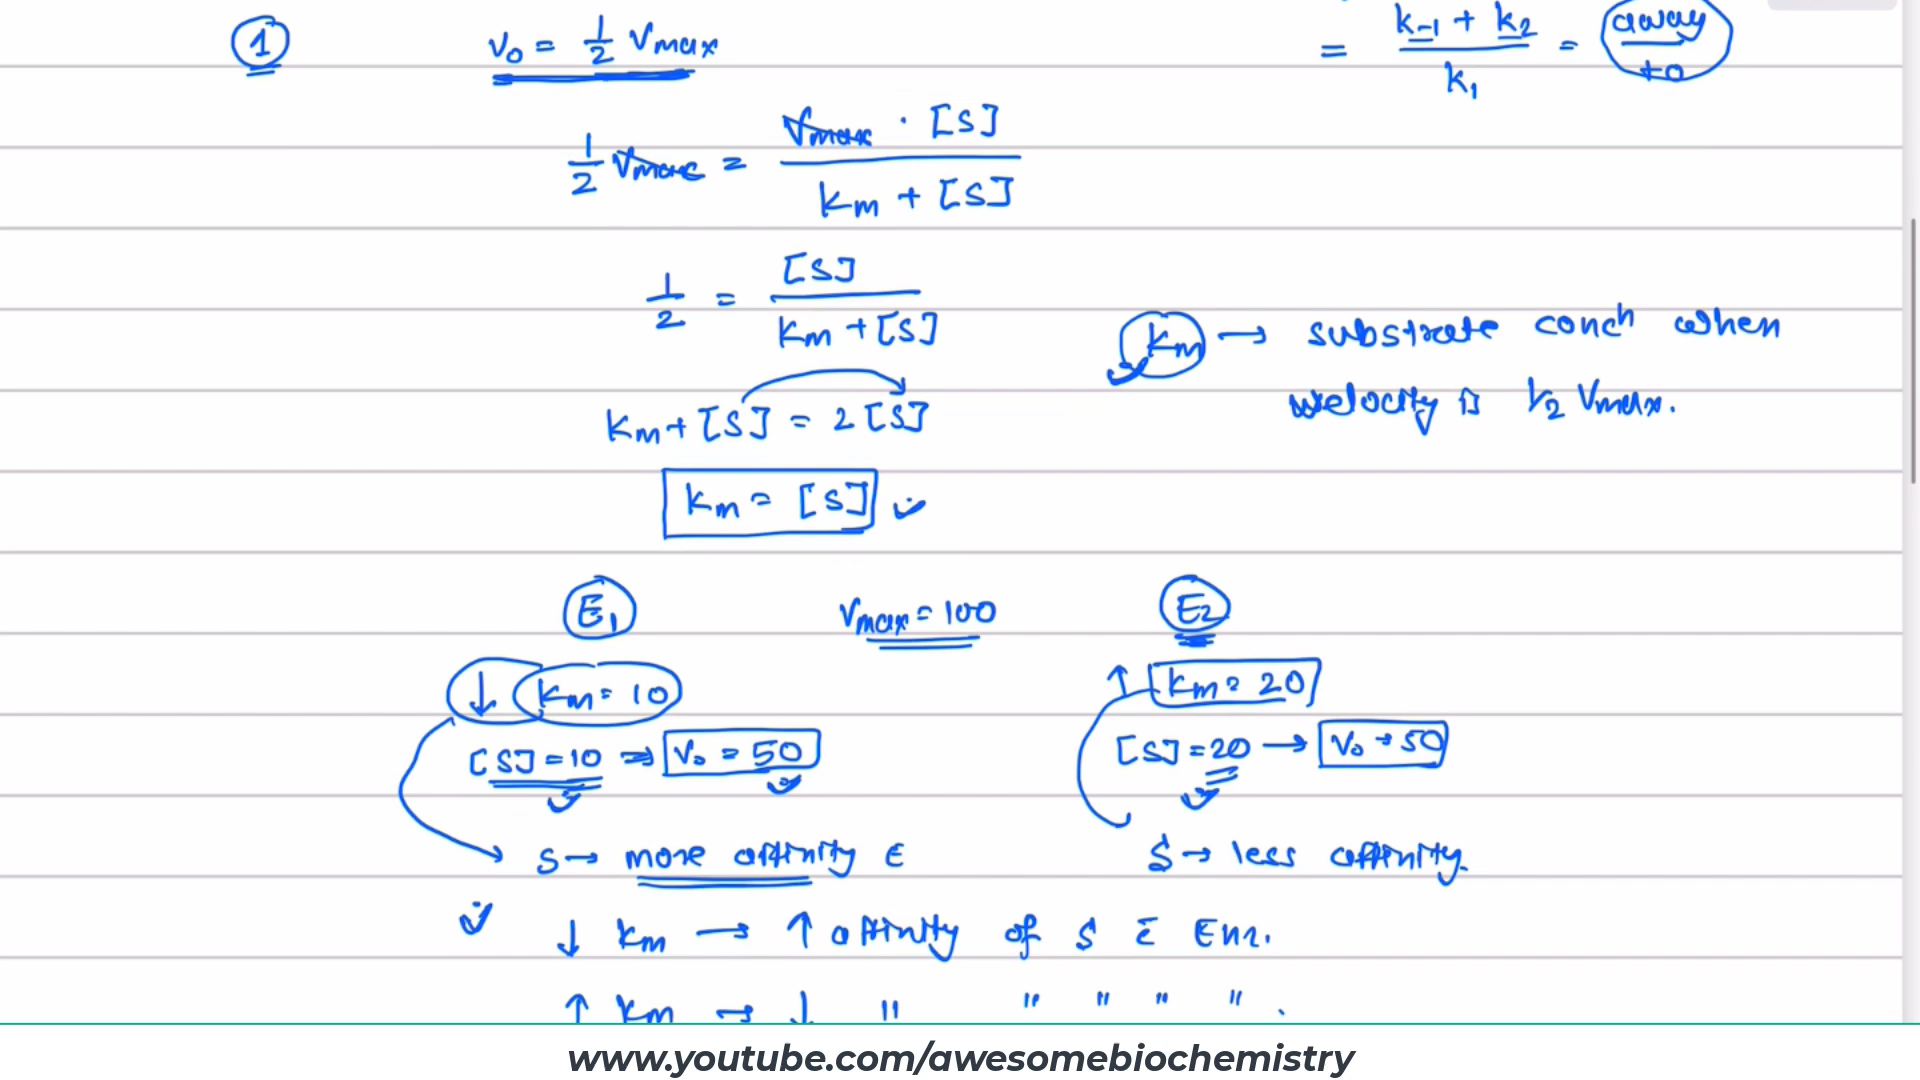 1 v₀ = 1/2 Vmax = (k₋₁ + k₂)/k₁ = away/to
1/2 Vmax = Vmax · [S] / km + [S]
1/2 = [S] / km + [S]
km → substrate concn when
velocity is 1/2 Vmax.
km + [S] = 2 [S]
km = [S]
E₁ Vmax = 100 E₂
↓ km = 10 ↑ km = 20
[S] = 10 → V₀ = 50 [S] = 20 → V₀ = 50
S → more affinity c̄ S → less affinity.
↓ km → ↑ affinity of S c̄ Enz.
↑ km → ↓ " " " " " .
www.youtube.com/awesomebiochemistry